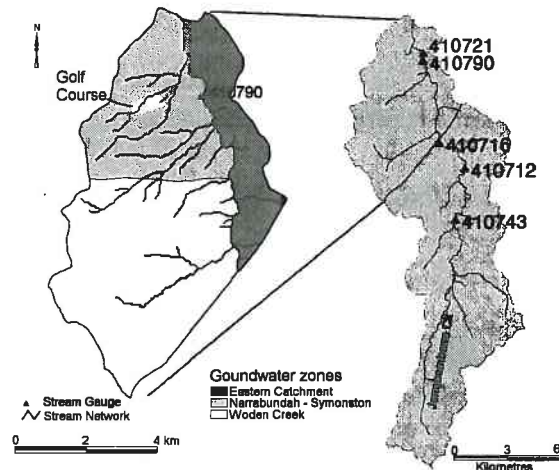 N
Golf
Course
410790
410721
410790
410716
410712
410743
Goundwater zones
Eastern Catchment
Narrabundah - Symonston
Woden Creek
Stream Gauge
Stream Network
0 2 4 km
0 3 6
Kilometres